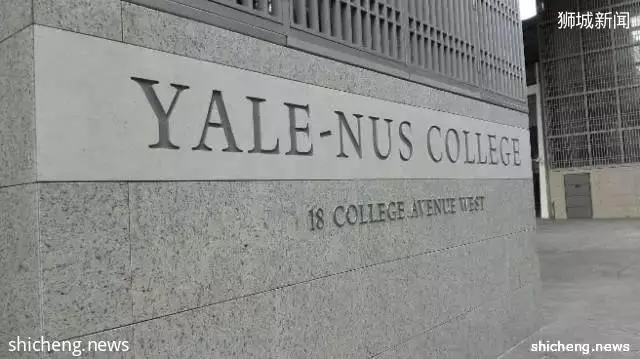 狮城新闻
YALE-NUS COLLEGE
18 COLLEGE AVENUE WEST
shicheng.news
shicheng.news